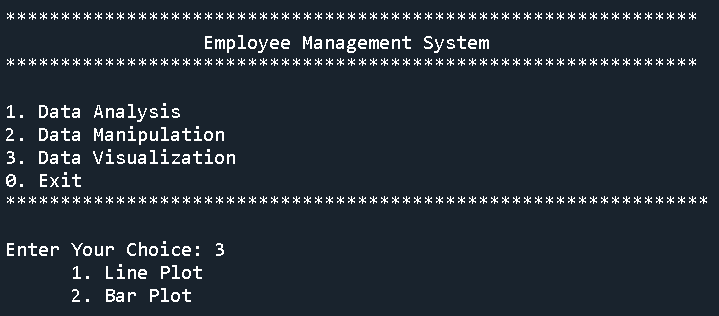 ***************************************************************
Employee Management System
***************************************************************
1. Data Analysis
2. Data Manipulation
3. Data Visualization
0. Exit
****************************************************************
Enter Your Choice: 3
1. Line Plot
2. Bar Plot